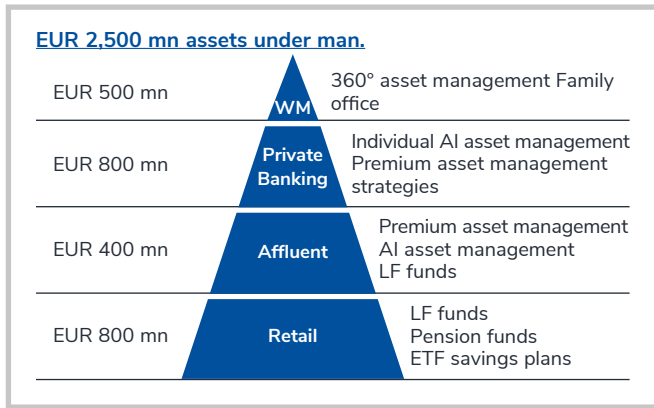 EUR 2,500 mn assets under man.
EUR 500 mn
WM
360° asset management Family
office
EUR 800 mn
Private
Banking
Individual AI asset management
Premium asset management
strategies
EUR 400 mn
Affluent
Premium asset management
AI asset management
LF funds
EUR 800 mn
Retail
LF funds
Pension funds
ETF savings plans